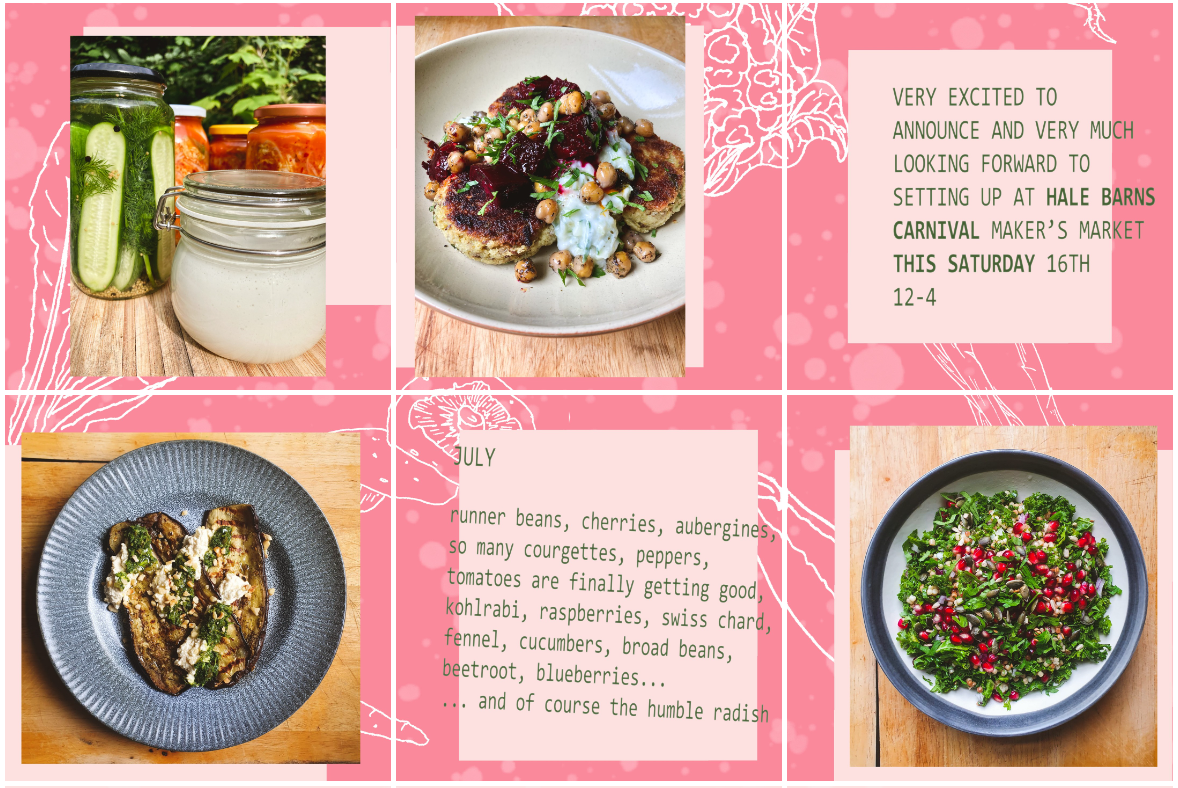 VERY EXCITED TO
ANNOUNCE AND VERY MUCH
LOOKING FORWARD TO
SETTING UP AT HALE BARNS
CARNIVAL MAKER'S MARKET
THIS SATURDAY 16TH
12-4
JULY
runner beans, cherries, aubergines,
so many courgettes, peppers,
tomatoes are finally getting good,
kohlrabi, raspberries, swiss chard,
fennel, cucumbers, broad beans,
beetroot, blueberries...
... and of course the humble radish